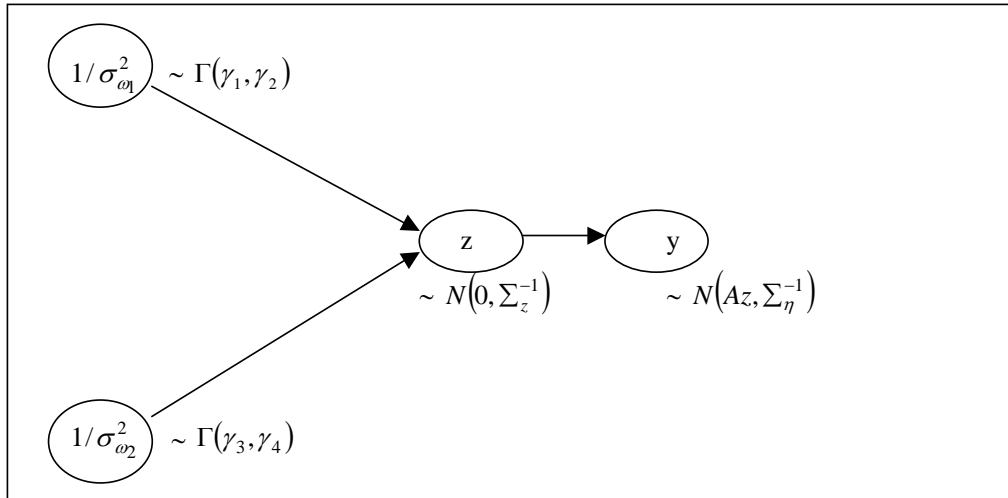 1/σ²_ω₁ ~ Γ(γ₁, γ₂)
z
y
~ N(0, Σ_z⁻¹)
~ N(Az, Σ_η⁻¹)
1/σ²_ω₂ ~ Γ(γ₃, γ₄)